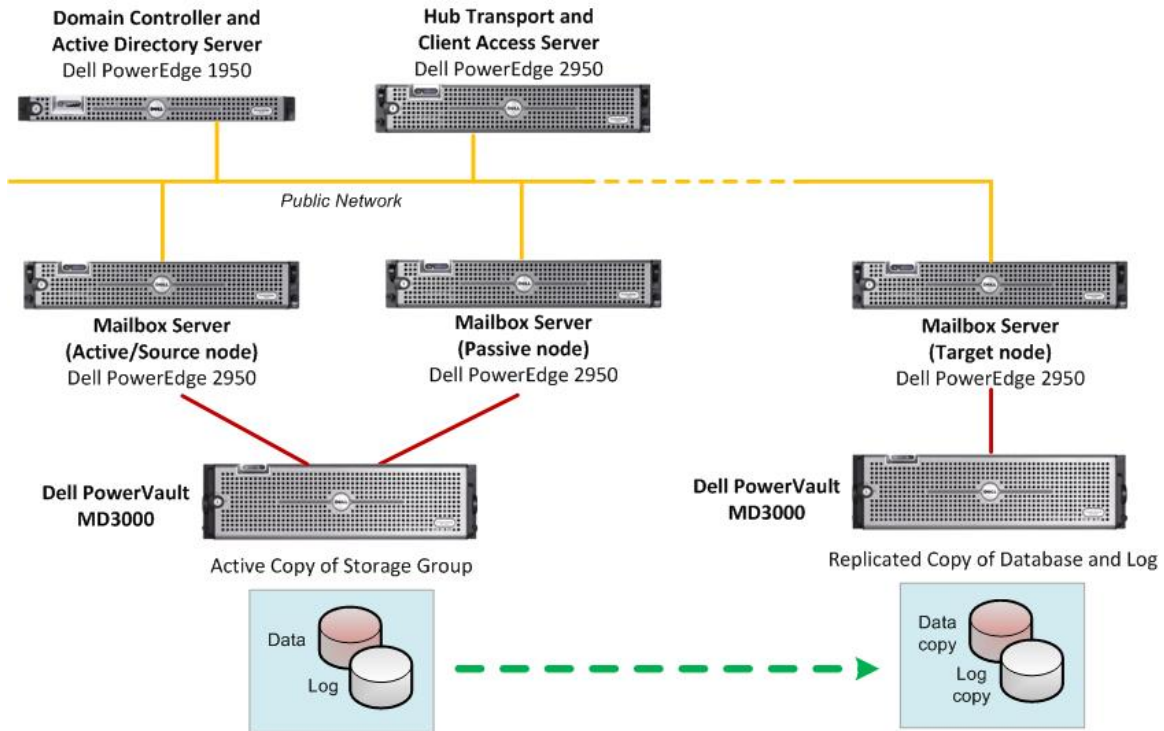 Domain Controller and
Active Directory Server
Dell PowerEdge 1950
Hub Transport and
Client Access Server
Dell PowerEdge 2950
Public Network
Mailbox Server
(Active/Source node)
Dell PowerEdge 2950
Mailbox Server
(Passive node)
Dell PowerEdge 2950
Mailbox Server
(Target node)
Dell PowerEdge 2950
Dell PowerVault
MD3000
Dell PowerVault
MD3000
Active Copy of Storage Group
Replicated Copy of Database and Log
Data
Log
Data
copy
Log
copy